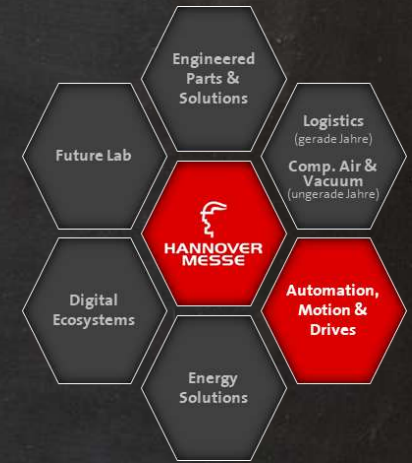 Engineered
Parts &
Solutions
Future Lab
Logistics
(gerade Jahre)
Comp. Air &
Vacuum
(ungerade Jahre)
HANNOVER
MESSE
Digital
Ecosystems
Automation,
Motion &
Drives
Energy
Solutions